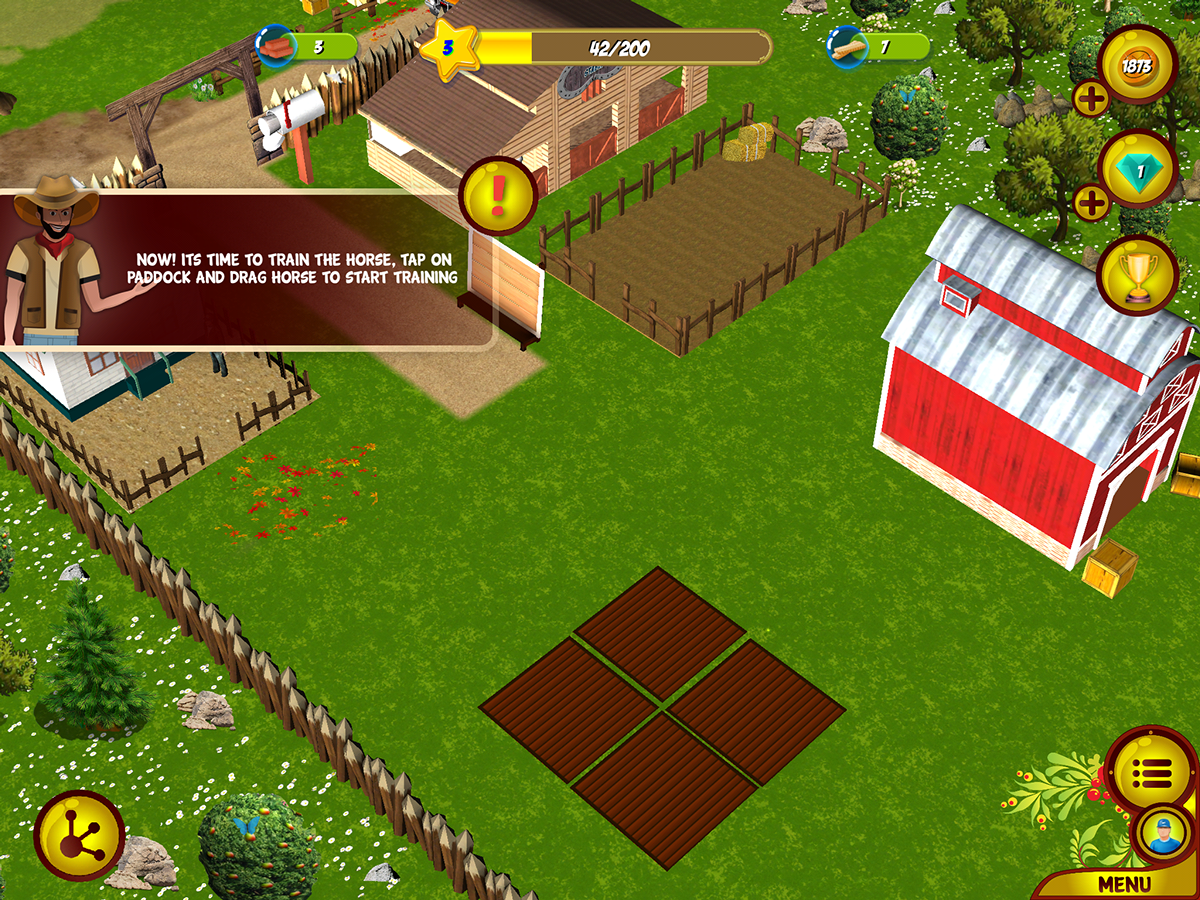 3
3
42/200
7
1873
1
NOW! ITS TIME TO TRAIN THE HORSE, TAP ON
PADDOCK AND DRAG HORSE TO START TRAINING
MENU